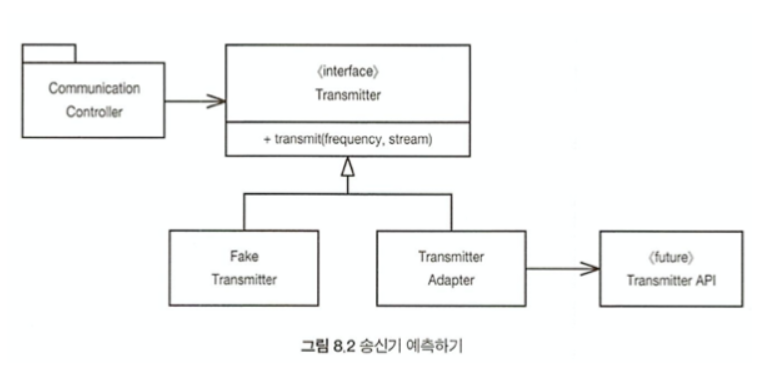 Communication
Controller
〈interface〉
Transmitter
+ transmit(frequency, stream)
Fake
Transmitter
Transmitter
Adapter
〈future〉
Transmitter API
그림 8.2 송신기 예측하기